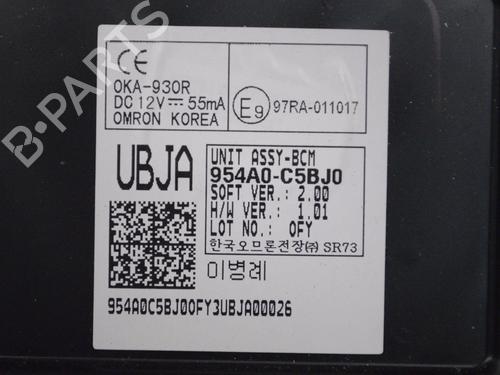 B-PARTS
CE
OKA-930R
DC 12V 55mA
OMRON KOREA
E9 97RA-011017
UBJA
UNIT ASSY-BCM
954A0-C5BJ0
SOFT VER.: 2.00
H/W VER.: 1.01
LOT NO.: OFY
한국오므론전장㈜ SR73
이병례
954A0C5BJ00FY3UBJA00026